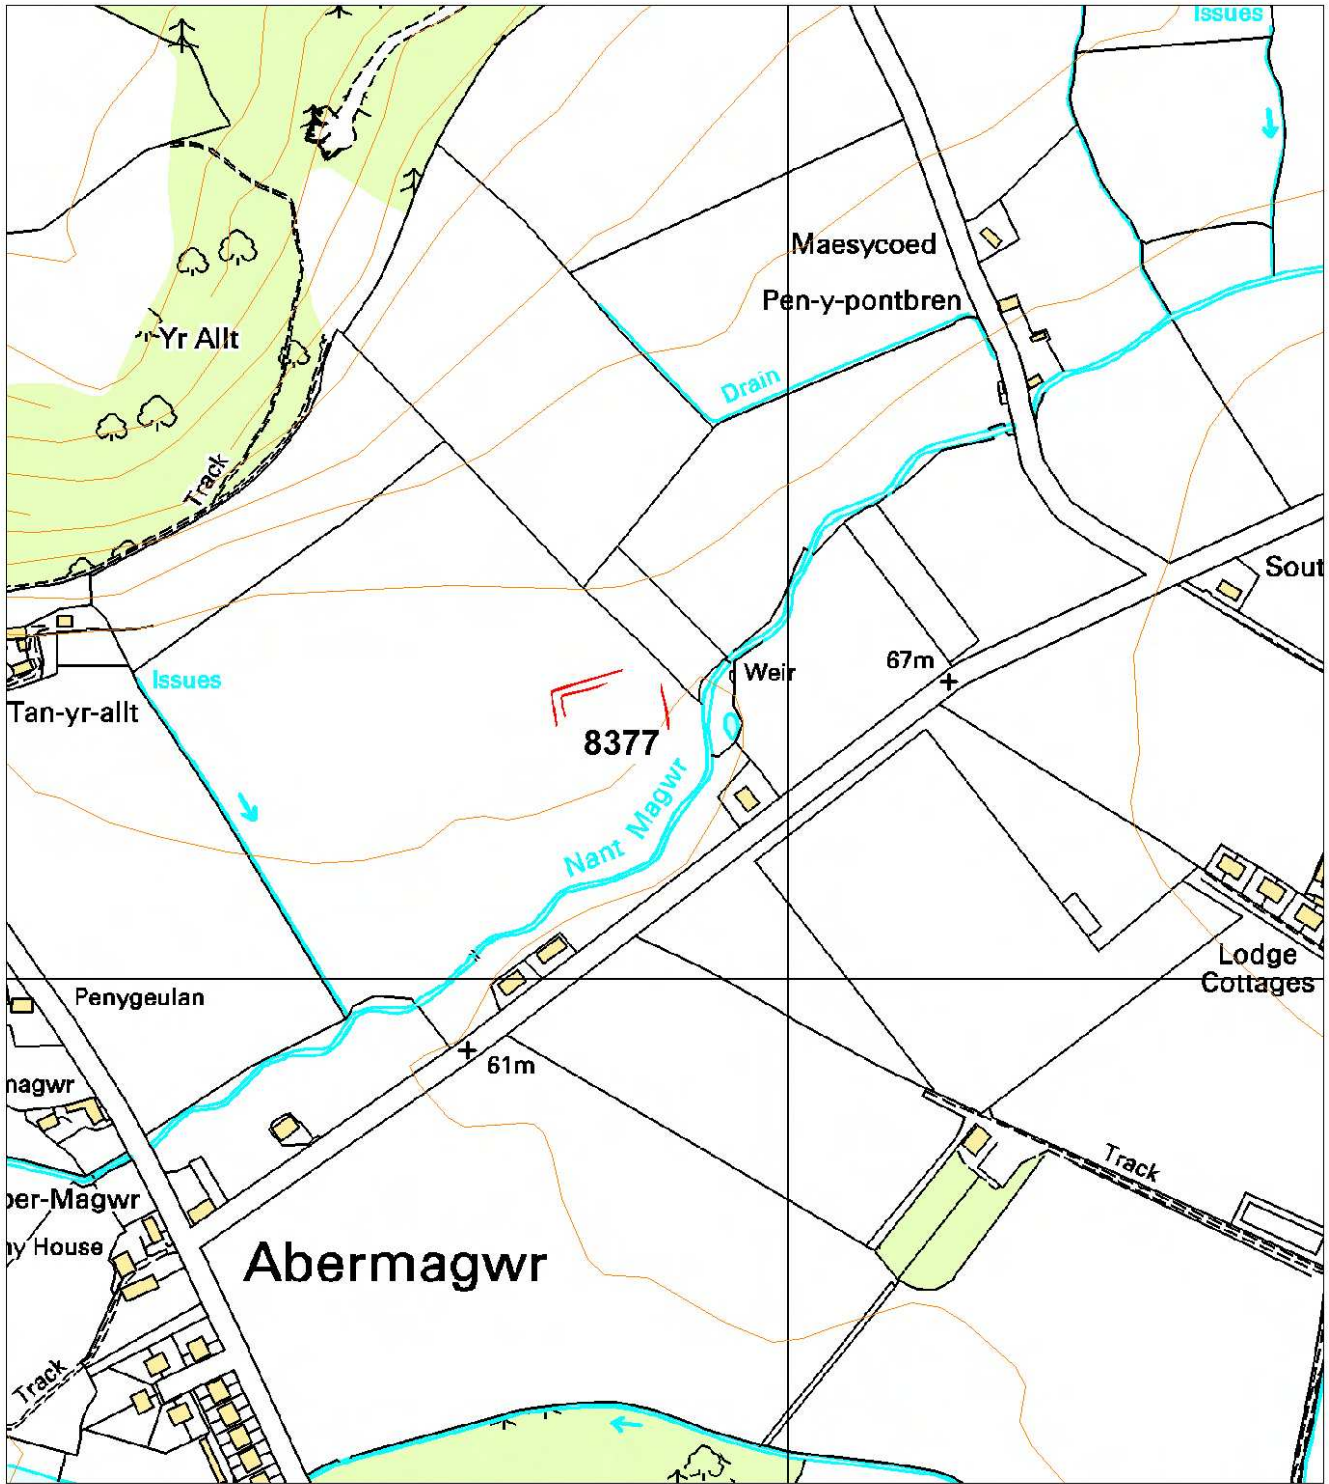 Issues
Maesycoed
Pen-y-pontbren
Yr Allt
Drain
Track
Sout
Issues
Weir
67m
Tan-yr-allt
8377
Nant Magwr
Lodge
Cottages
Penygeulan
61m
magwr
Track
ber-Magwr
ny House
Abermagwr
Track